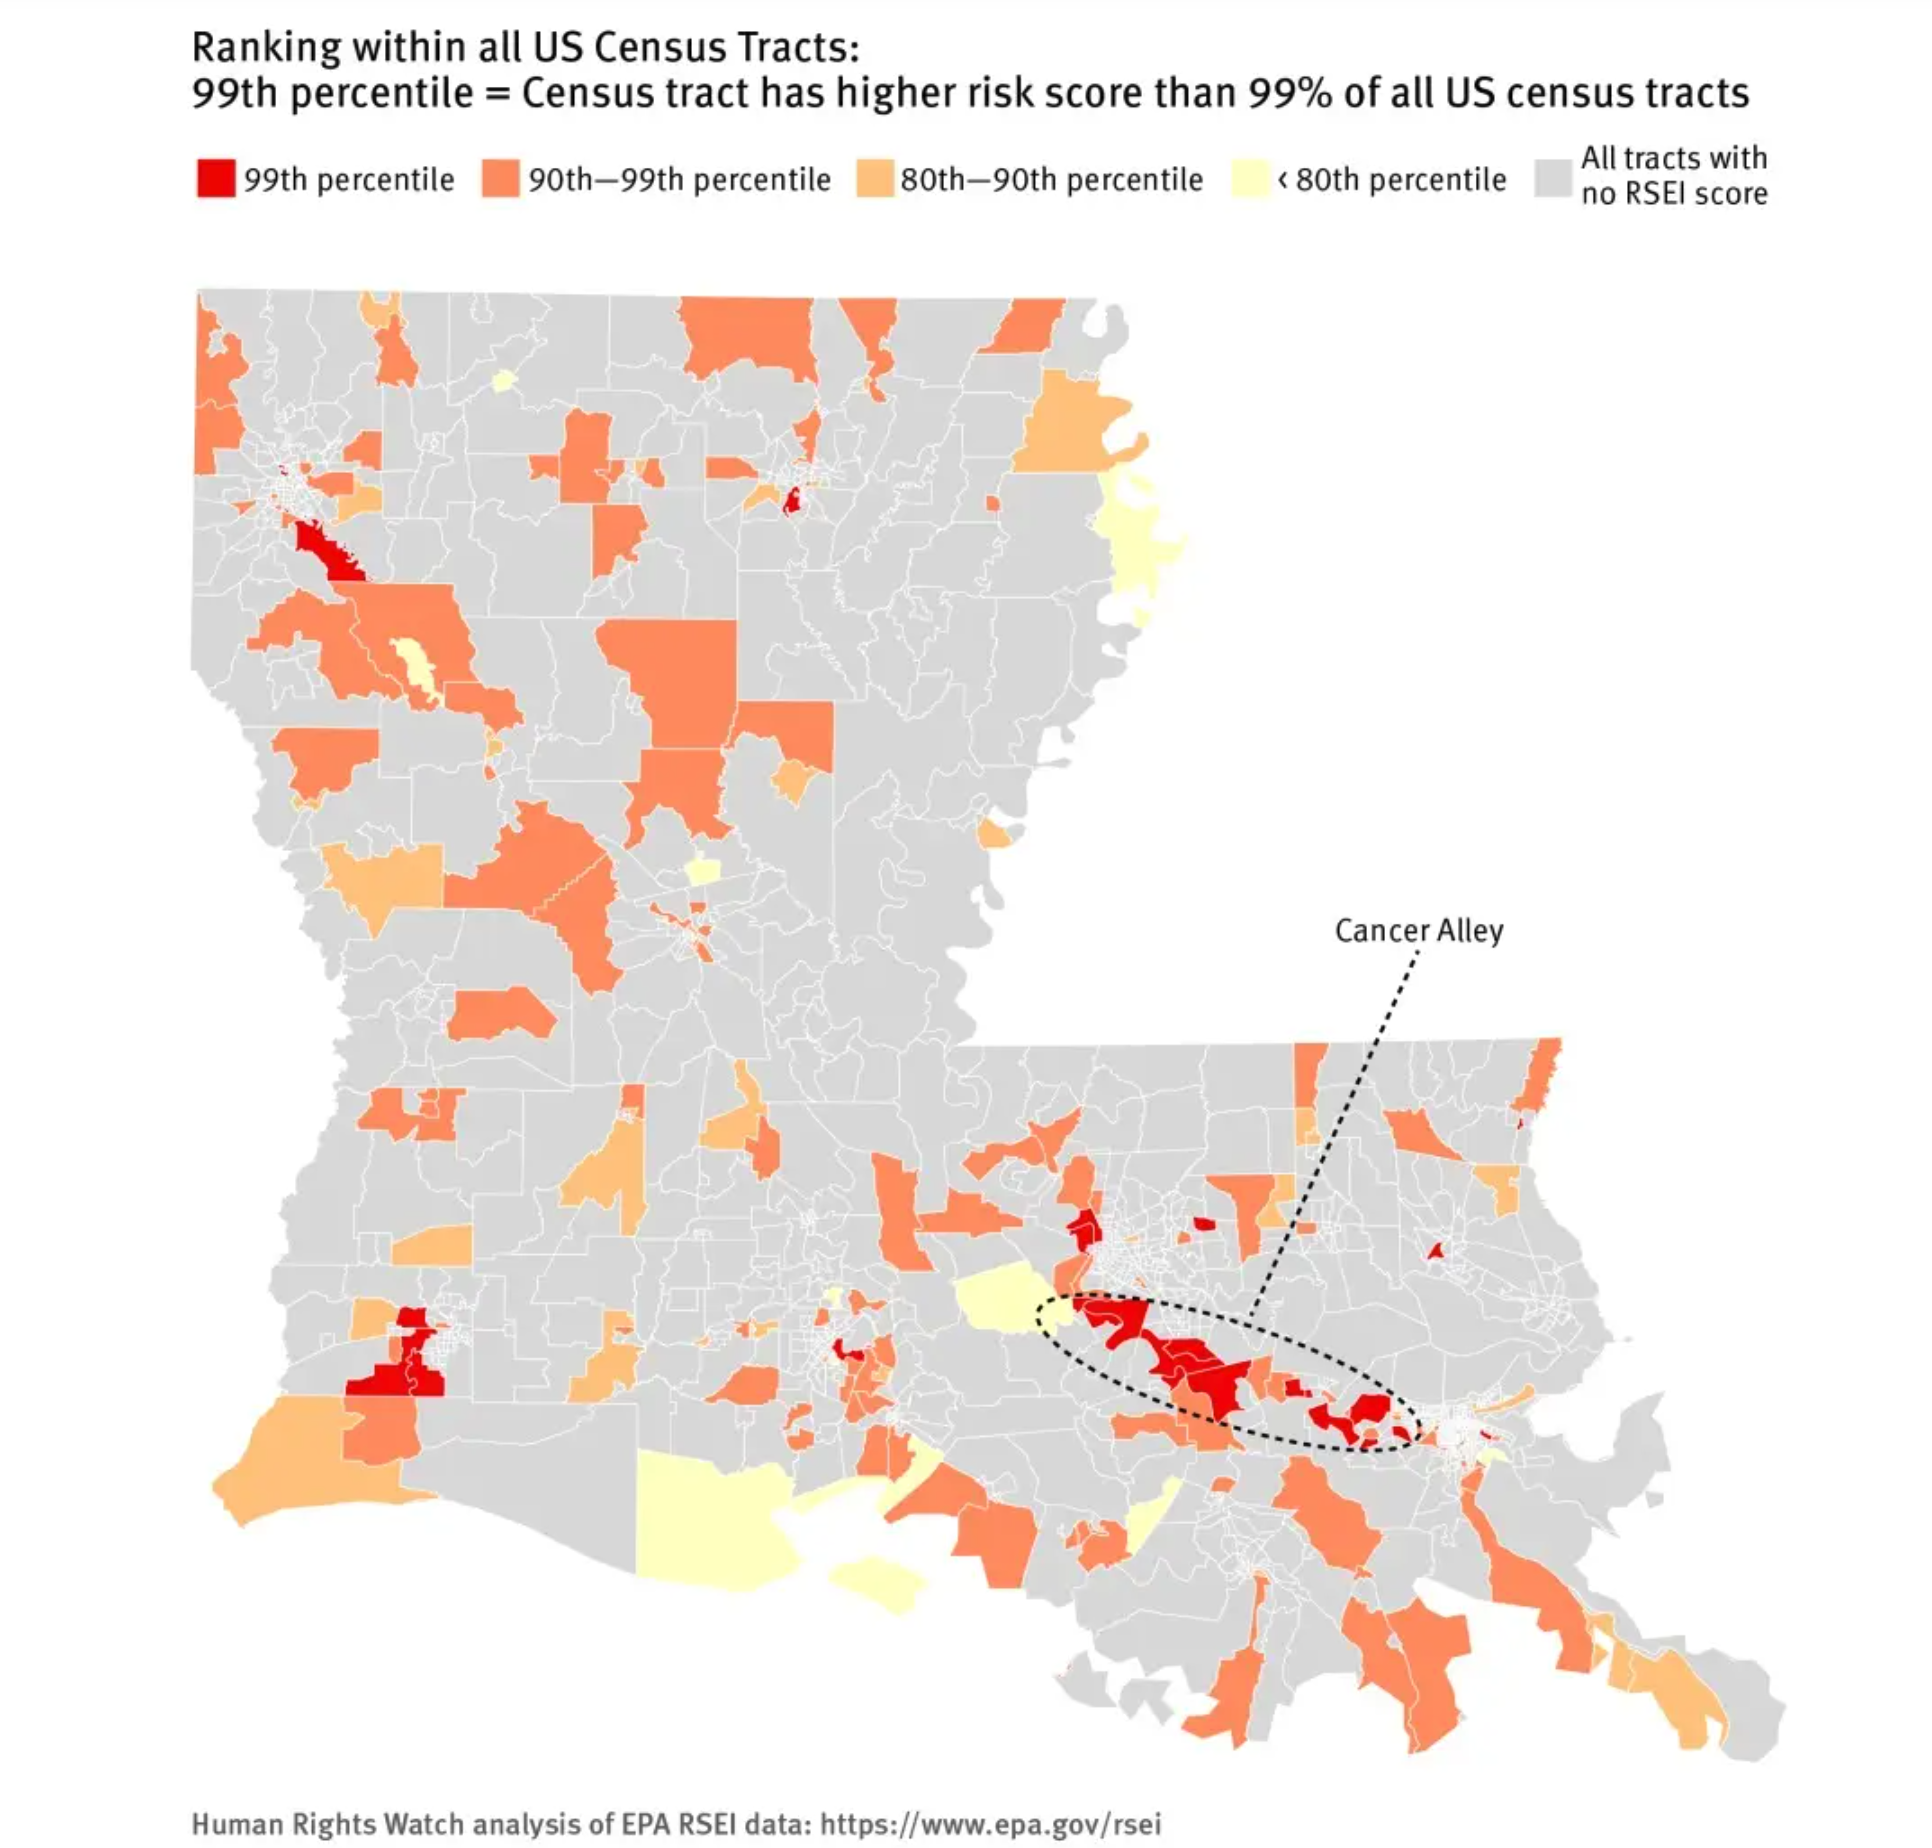 Ranking within all US Census Tracts:
99th percentile = Census tract has higher risk score than 99% of all US census tracts
99th percentile
90th—99th percentile
80th—90th percentile
< 80th percentile
All tracts with
no RSEI score
Cancer Alley
Human Rights Watch analysis of EPA RSEI data: https://www.epa.gov/rsei